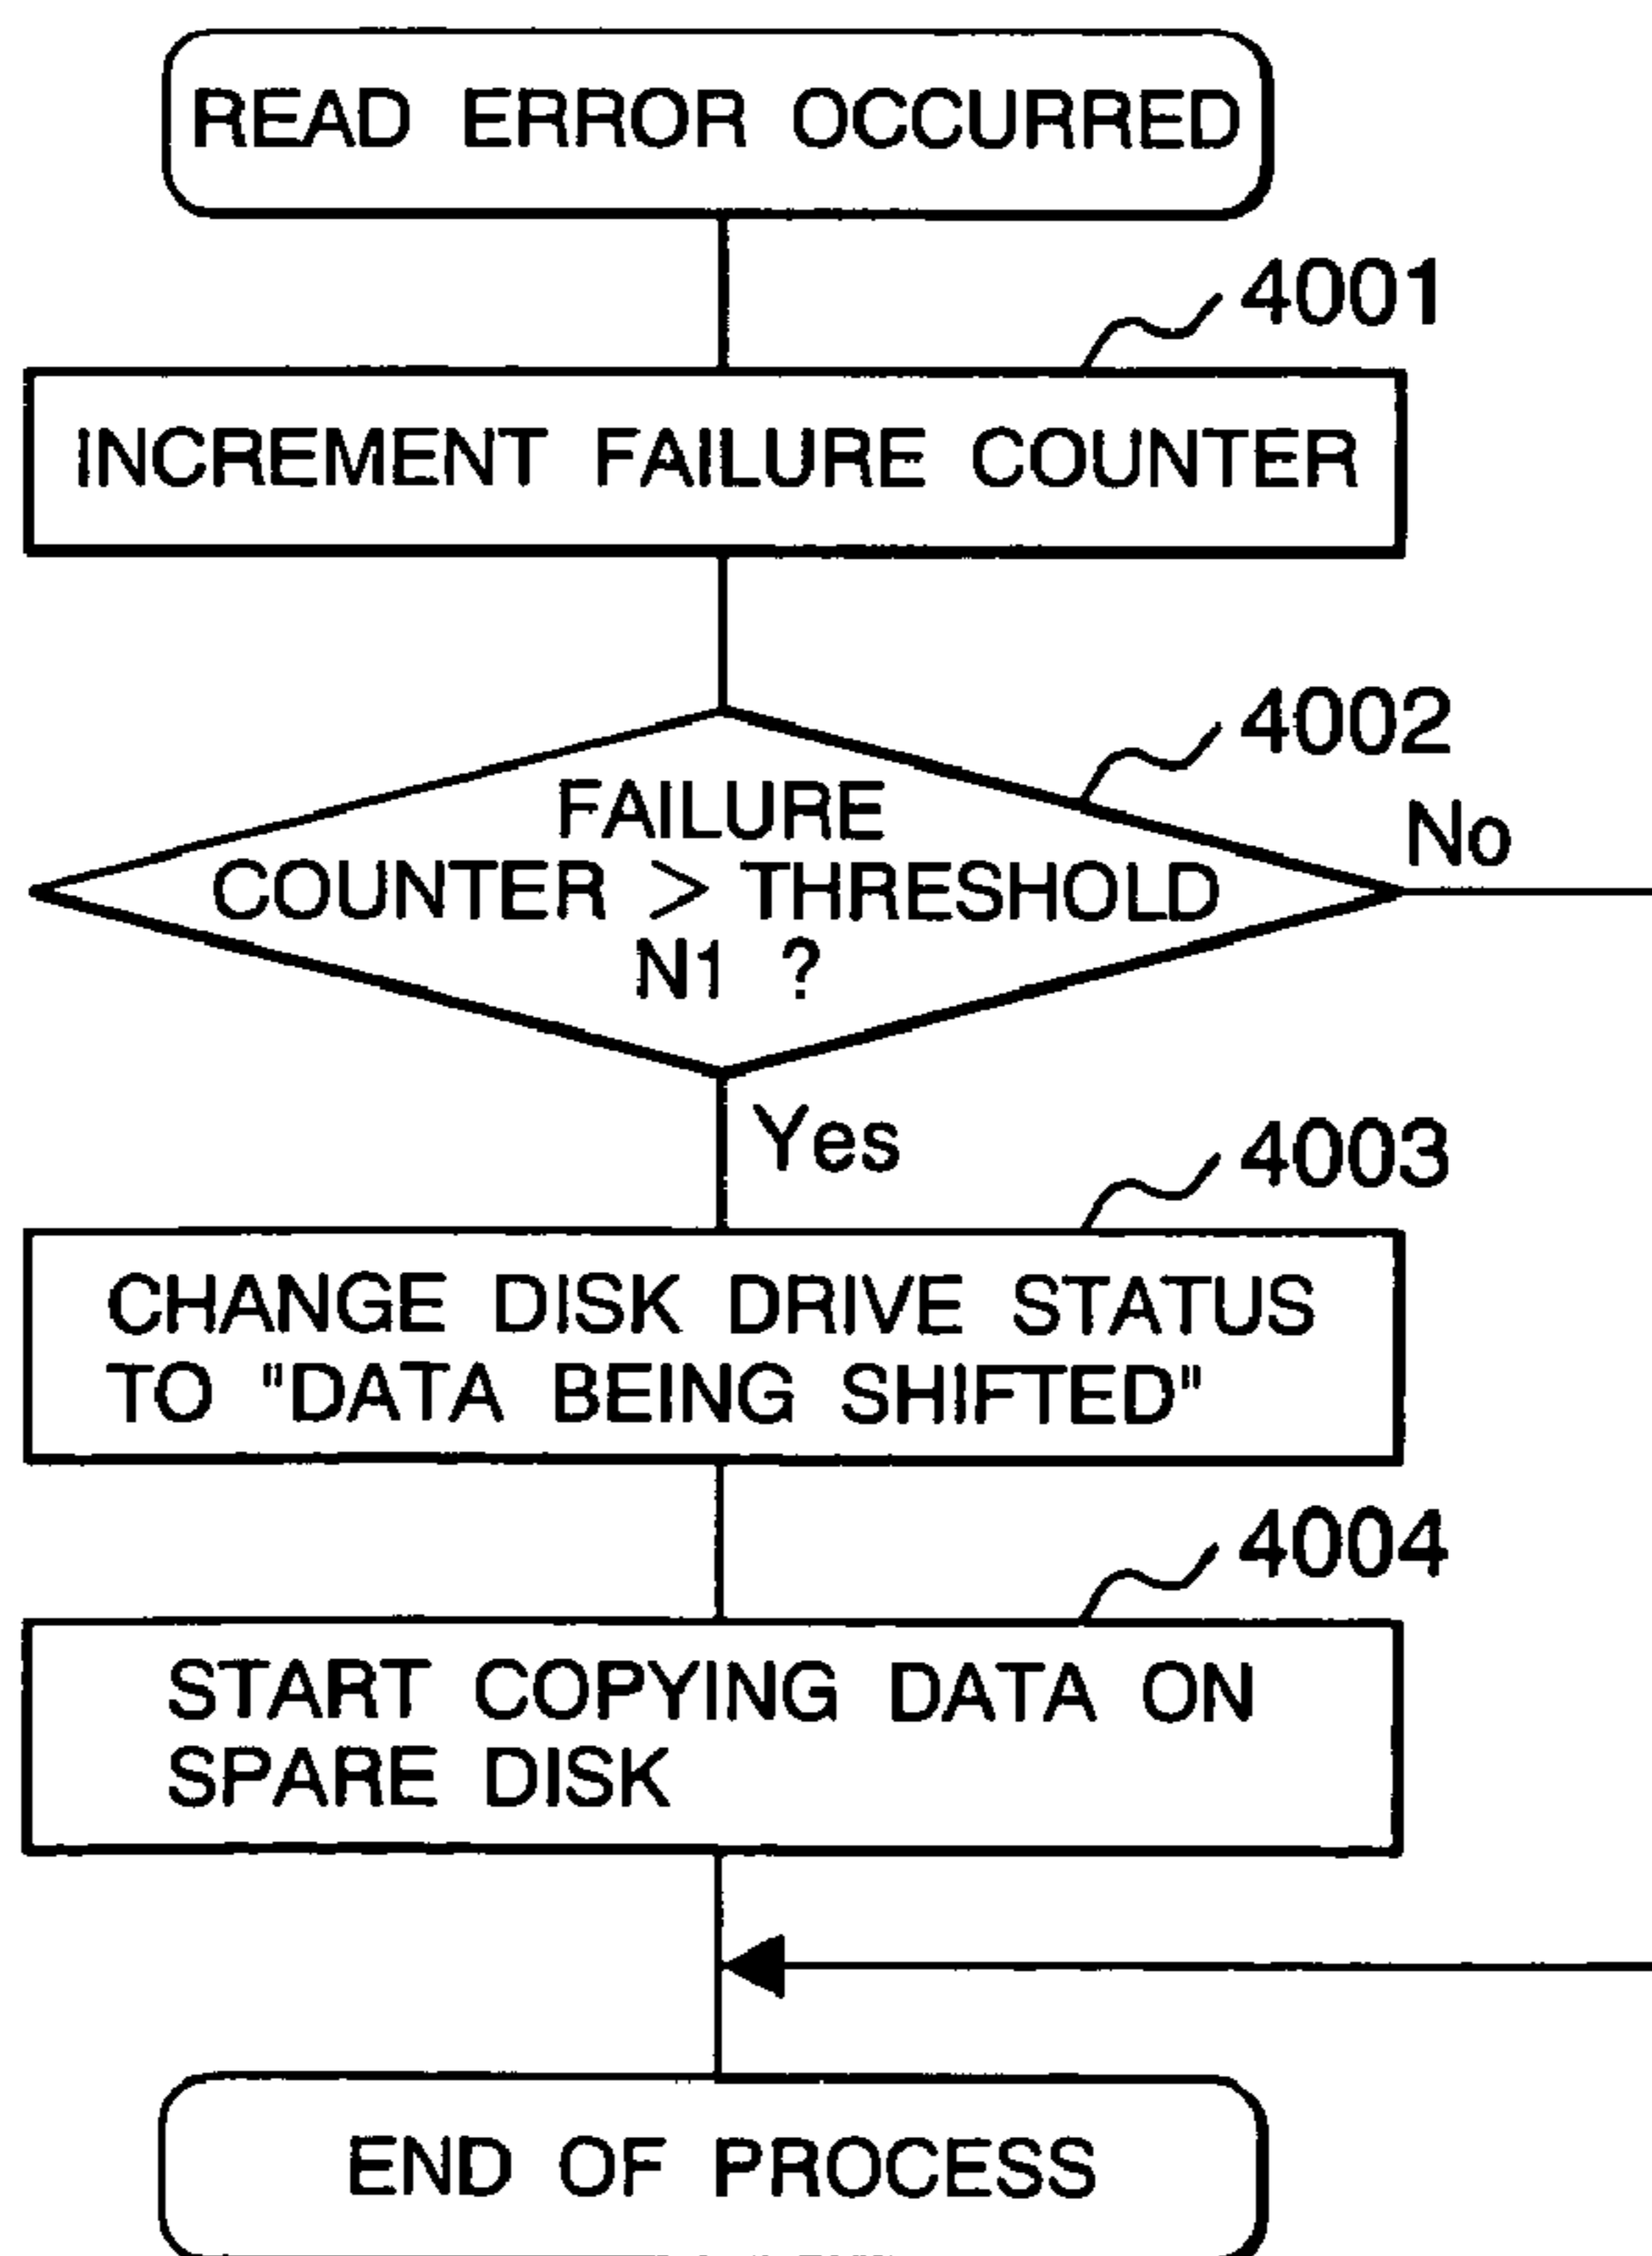 READ ERROR OCCURRED
4001
INCREMENT FAILURE COUNTER
4002
FAILURE
COUNTER > THRESHOLD
N1 ?
No
Yes
4003
CHANGE DISK DRIVE STATUS
TO "DATA BEING SHIFTED"
4004
START COPYING DATA ON
SPARE DISK
END OF PROCESS